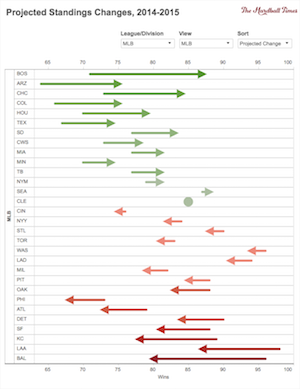 Projected Standings Changes, 2014-2015
The Hardball Times
League/Division View Sort
MLB MLB Projected Change
65 70 75 80 85 90 95 100
BOS
ARZ
CHC
COL
HOU
TEX
SD
CWS
MIA
MIN
TB
NYM
SEA
CLE
CIN
NYY
STL
TOR
WAS
LAD
MIL
PIT
OAK
PHI
ATL
DET
SF
KC
LAA
BAL
MLB
65 70 75 80 85 90 95 100
Wins